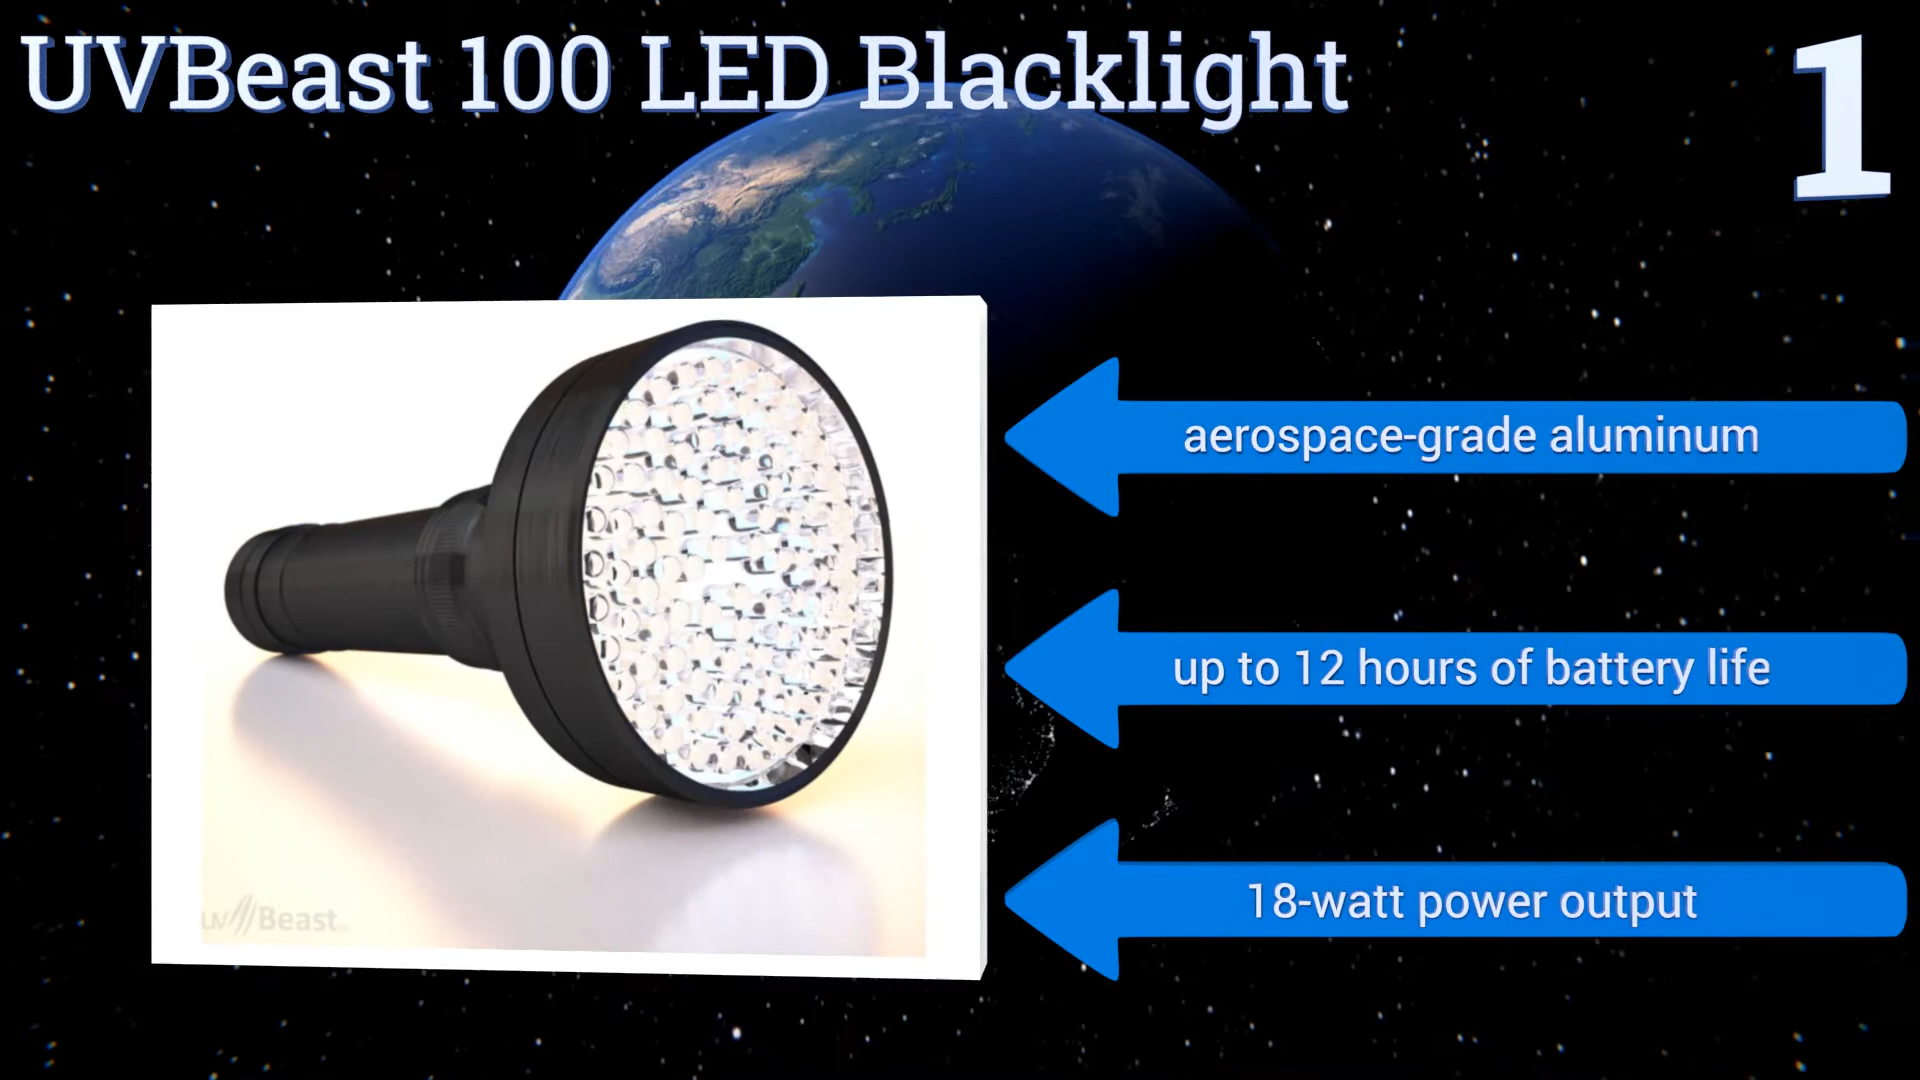 UVBeast 100 LED Blacklight
1
aerospace-grade aluminum
up to 12 hours of battery life
18-watt power output
UV Beast